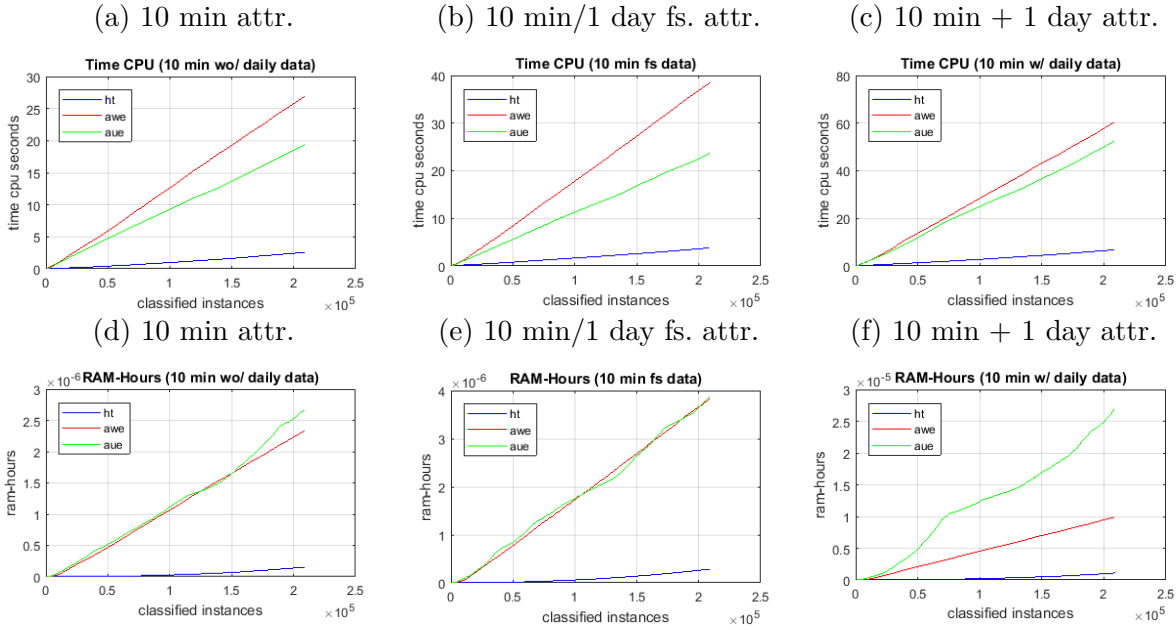 (a) 10 min attr.
Time CPU (10 min wo/ daily data)
time cpu seconds
30
25
20
15
10
5
0
ht
awe
aue
0 0.5 1 1.5 2 2.5
classified instances
×10^5
(b) 10 min/1 day fs. attr.
Time CPU (10 min fs data)
time cpu seconds
40
30
20
10
0
ht
awe
aue
0 0.5 1 1.5 2 2.5
classified instances
×10^5
(c) 10 min + 1 day attr.
Time CPU (10 min w/ daily data)
time cpu seconds
80
60
40
20
0
ht
awe
aue
0 0.5 1 1.5 2 2.5
classified instances
×10^5
(d) 10 min attr.
×10^-6
RAM-Hours (10 min wo/ daily data)
ram-hours
3
2.5
2
1.5
1
0.5
0
ht
awe
aue
0 0.5 1 1.5 2 2.5
classified instances
×10^5
(e) 10 min/1 day fs. attr.
×10^-6
RAM-Hours (10 min fs data)
ram-hours
4
3
2
1
0
ht
awe
aue
0 0.5 1 1.5 2 2.5
classified instances
×10^5
(f) 10 min + 1 day attr.
×10^-5
RAM-Hours (10 min w/ daily data)
ram-hours
3
2.5
2
1.5
1
0.5
0
ht
awe
aue
0 0.5 1 1.5 2 2.5
classified instances
×10^5